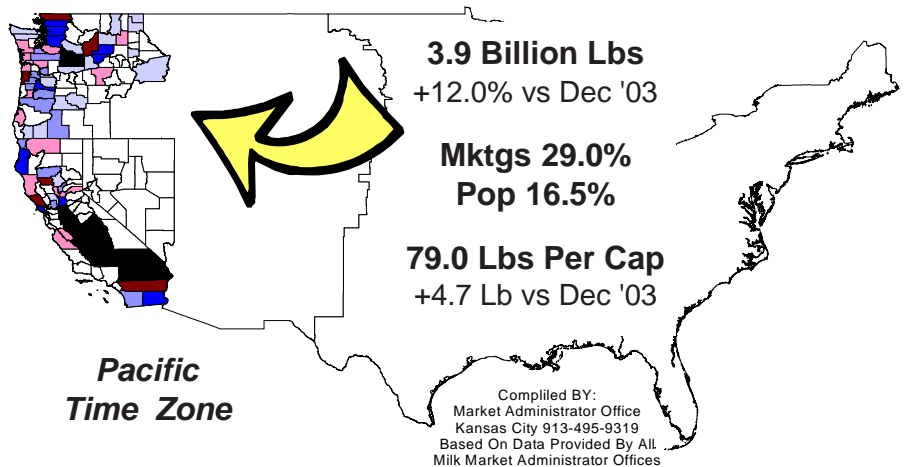 3.9 Billion Lbs
+12.0% vs Dec '03
Mktgs 29.0%
Pop 16.5%
79.0 Lbs Per Cap
+4.7 Lb vs Dec '03
Pacific
Time Zone
Compliled BY:
Market Administrator Office
Kansas City 913-495-9319
Based On Data Provided By All.
Milk Market Administrator Offices